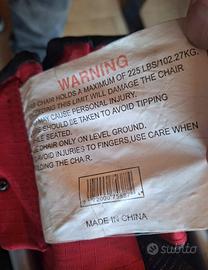 WARNING
CHAIR HOLDS A MAXIMUM OF 225 LBS/102.27KG.
THIS LIMIT WILL DAMAGE THE CHAIR
MAY CAUSE PERSONAL INJURY.
SHOULD BE TAKEN TO AVOID TIPPING
SEATED.
CHAIR ONLY ON LEVEL GROUND.
AVOID INJURIES TO FINGERS, USE CARE WHEN
THE CHAIR.
MADE IN CHINA
subito